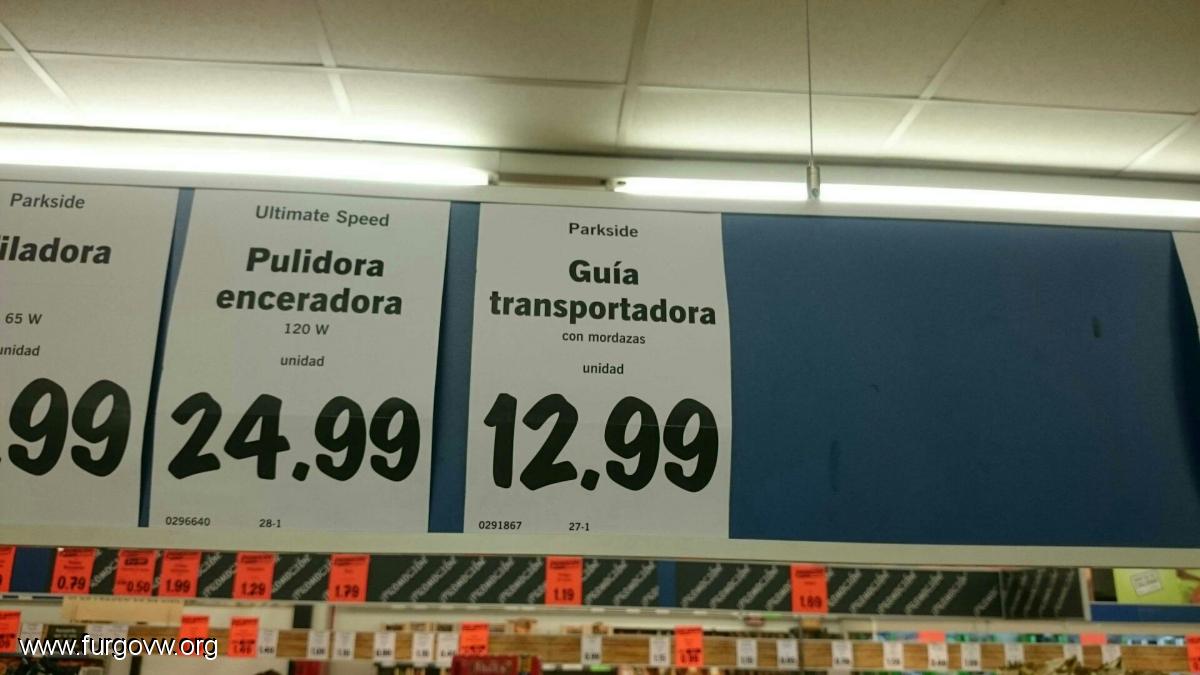 Parkside
iladora
65 W
unidad
.99
Ultimate Speed
Pulidora
enceradora
120 W
unidad
24.99
0296640 28-1
Parkside
Guía
transportadora
con mordazas
unidad
12.99
0291867 27-1
0.79
0.50
1.99
1.29
1.79
1.19
1.69
www.furgovw.org